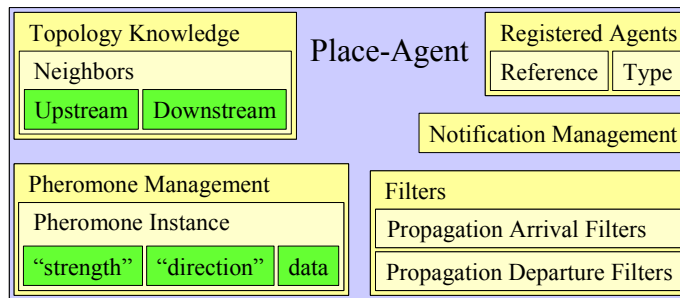 Topology Knowledge
Neighbors
Upstream Downstream
Place-Agent
Registered Agents
Reference Type
Notification Management
Pheromone Management
Pheromone Instance
“strength” “direction” data
Filters
Propagation Arrival Filters
Propagation Departure Filters